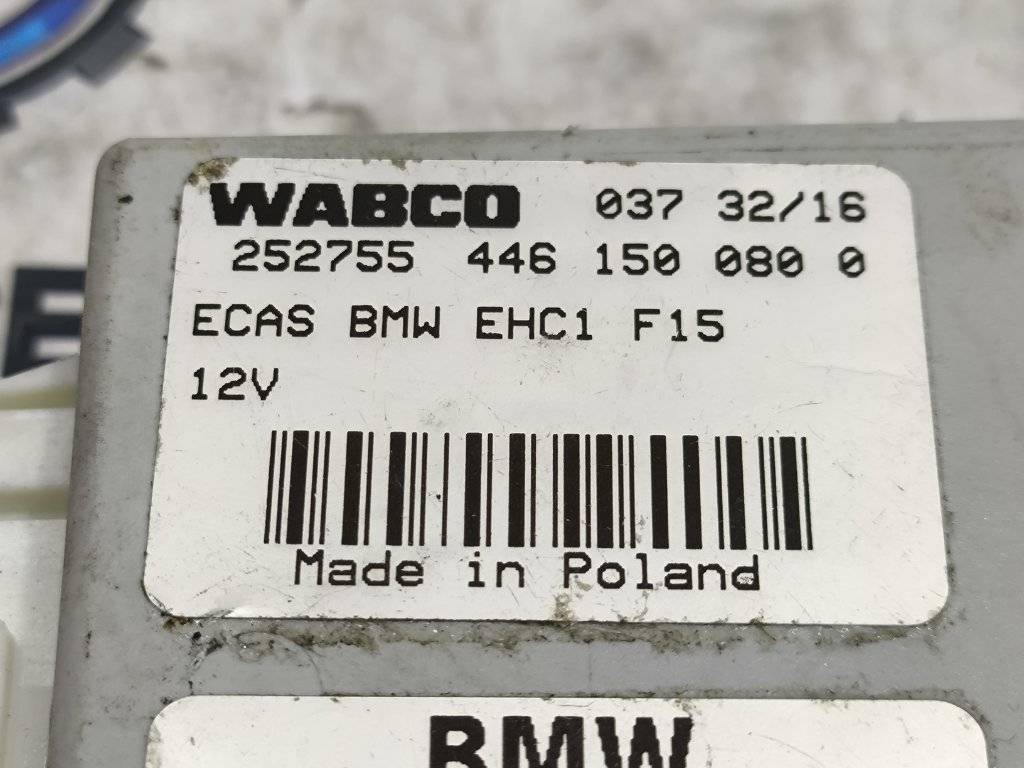 WABCO 037 32/16
252755 446 150 080 0
ECAS BMW EHC1 F15
12V
Made in Poland
BMW